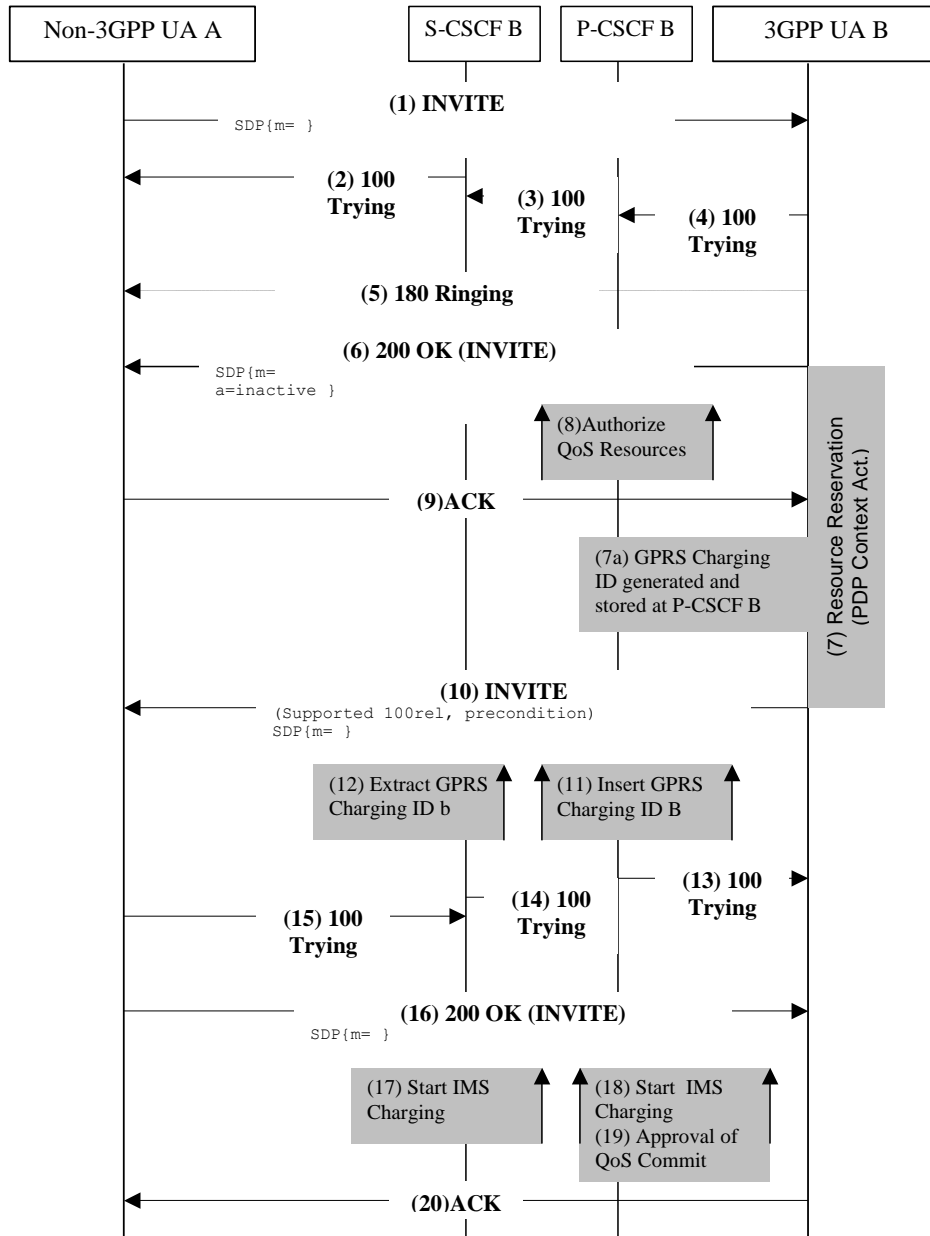 Non-3GPP UA A
S-CSCF B
P-CSCF B
3GPP UA B
(1) INVITE
SDP{m= }
(2) 100
Trying
(3) 100
Trying
(4) 100
Trying
(5) 180 Ringing
(6) 200 OK (INVITE)
SDP{m=
a=inactive }
(8)Authorize
QoS Resources
(9)ACK
(7a) GPRS Charging
ID generated and
stored at P-CSCF B
(7) Resource Reservation
(PDP Context Act.)
(10) INVITE
(Supported 100rel, precondition)
SDP{m= }
(12) Extract GPRS
Charging ID b
(11) Insert GPRS
Charging ID B
(13) 100
Trying
(14) 100
Trying
(15) 100
Trying
(16) 200 OK (INVITE)
SDP{m= }
(17) Start IMS
Charging
(18) Start  IMS
Charging
(19) Approval of
QoS Commit
(20)ACK